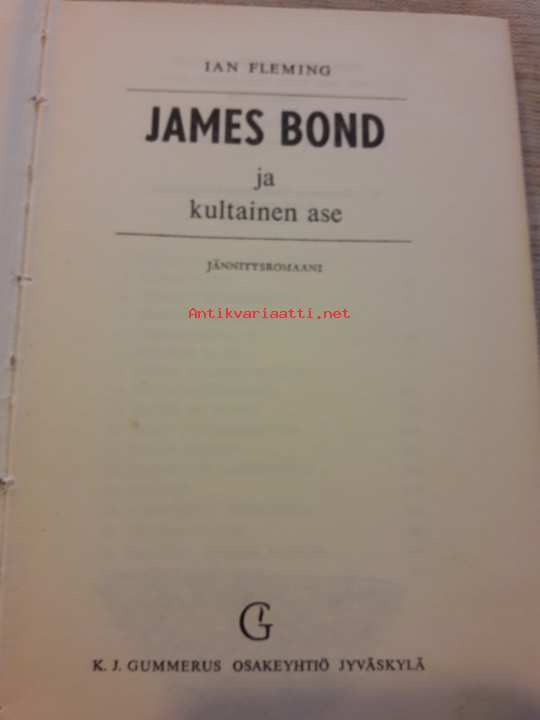 IAN FLEMING
JAMES BOND
ja
kultainen ase
JÄNNITYSROMAANI
Antikvariaatti.net
G
K. J. GUMMERUS OSAKEYHTIÖ JYVÄSKYLÄ